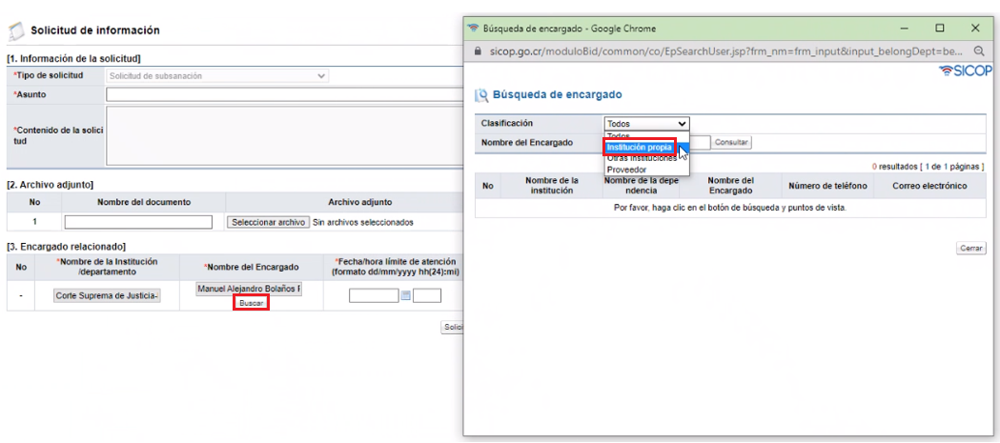 Solicitud de información
[1. Información de la solicitud]
*Tipo de solicitud Solicitud de subsanación
*Asunto
*Contenido de la solici
tud
[2. Archivo adjunto]
No Nombre del documento Archivo adjunto
1 Seleccionar archivo Sin archivos seleccionados
[3. Encargado relacionado]
No *Nombre de la Institución
/departamento *Nombre del Encargado *Fecha/hora límite de atención
(formato dd/mm/yyyy hh(24):mi)
- Corte Suprema de Justicia- Manuel Alejandro Bolaños F
Buscar
Solici
Búsqueda de encargado - Google Chrome
sicop.go.cr/moduloBid/common/co/EpSearchUser.jsp?frm_nm=frm_input&input_belongDept=be...
SICOP
Búsqueda de encargado
Clasificación Todos
Todos
Institución propia
Otras instituciones
Proveedor
Nombre del Encargado Consultar
0 resultados [ 1 de 1 páginas ]
No Nombre de la
institución Nombre de la depe
ndencia Nombre del
Encargado Número de teléfono Correo electrónico
Por favor, haga clic en el botón de búsqueda y puntos de vista.
Cerrar